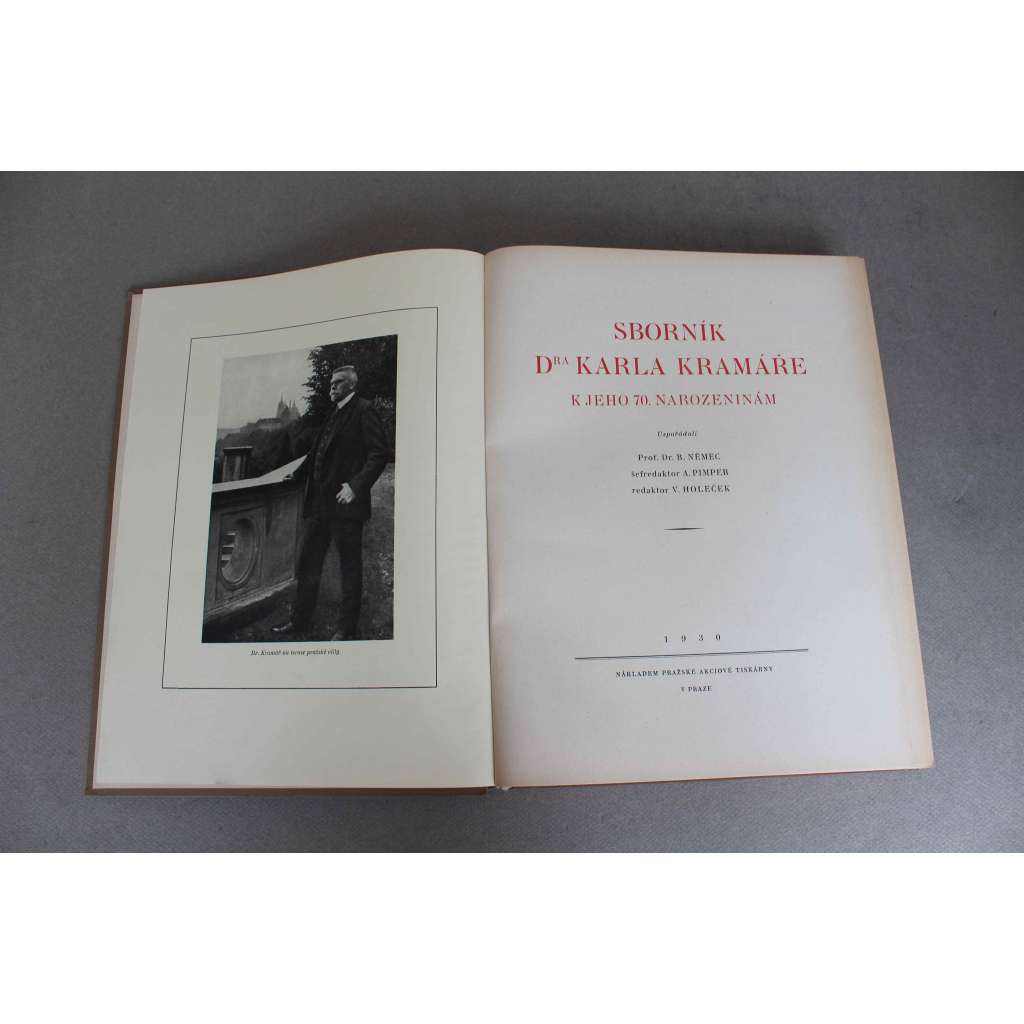 Dr. Kramář na terase pražské villy.
SBORNÍK
DRA KARLA KRAMÁŘE
K JEHO 70. NAROZENINÁM
Uspořádali
Prof. Dr. B. NĚMEC
šéfredaktor A. PIMPER
redaktor V. HOLEČEK
1930
NÁKLADEM PRAŽSKÉ AKCIOVÉ TISKÁRNY
V PRAZE